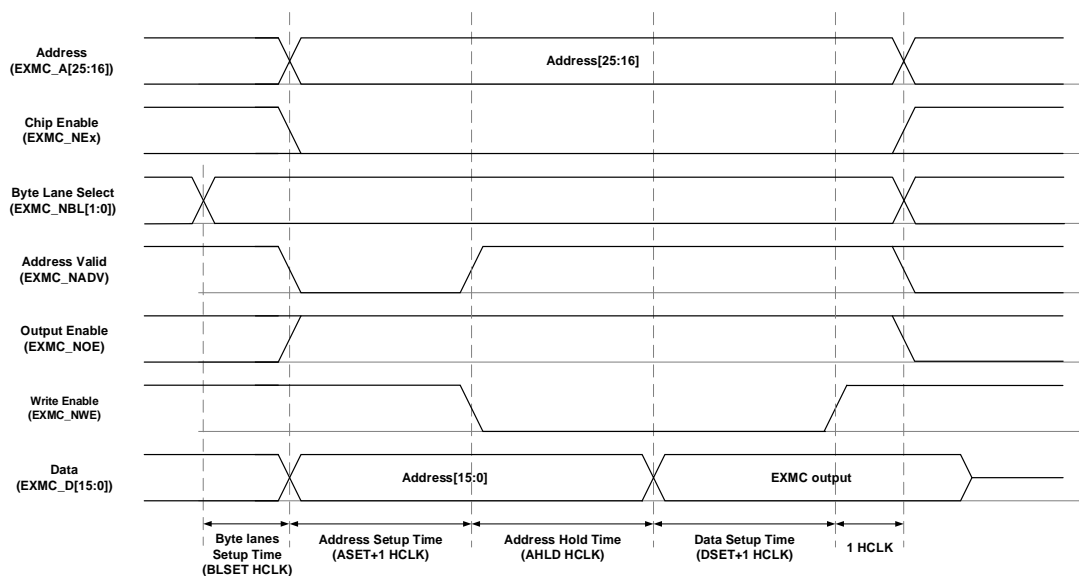 Address
(EXMC_A[25:16])
Address[25:16]
Chip Enable
(EXMC_NEx)
Byte Lane Select
(EXMC_NBL[1:0])
Address Valid
(EXMC_NADV)
Output Enable
(EXMC_NOE)
Write Enable
(EXMC_NWE)
Data
(EXMC_D[15:0])
Address[15:0]
EXMC output
Byte lanes
Setup Time
(BLSET HCLK)
Address Setup Time
(ASET+1 HCLK)
Address Hold Time
(AHLD HCLK)
Data Setup Time
(DSET+1 HCLK)
1 HCLK